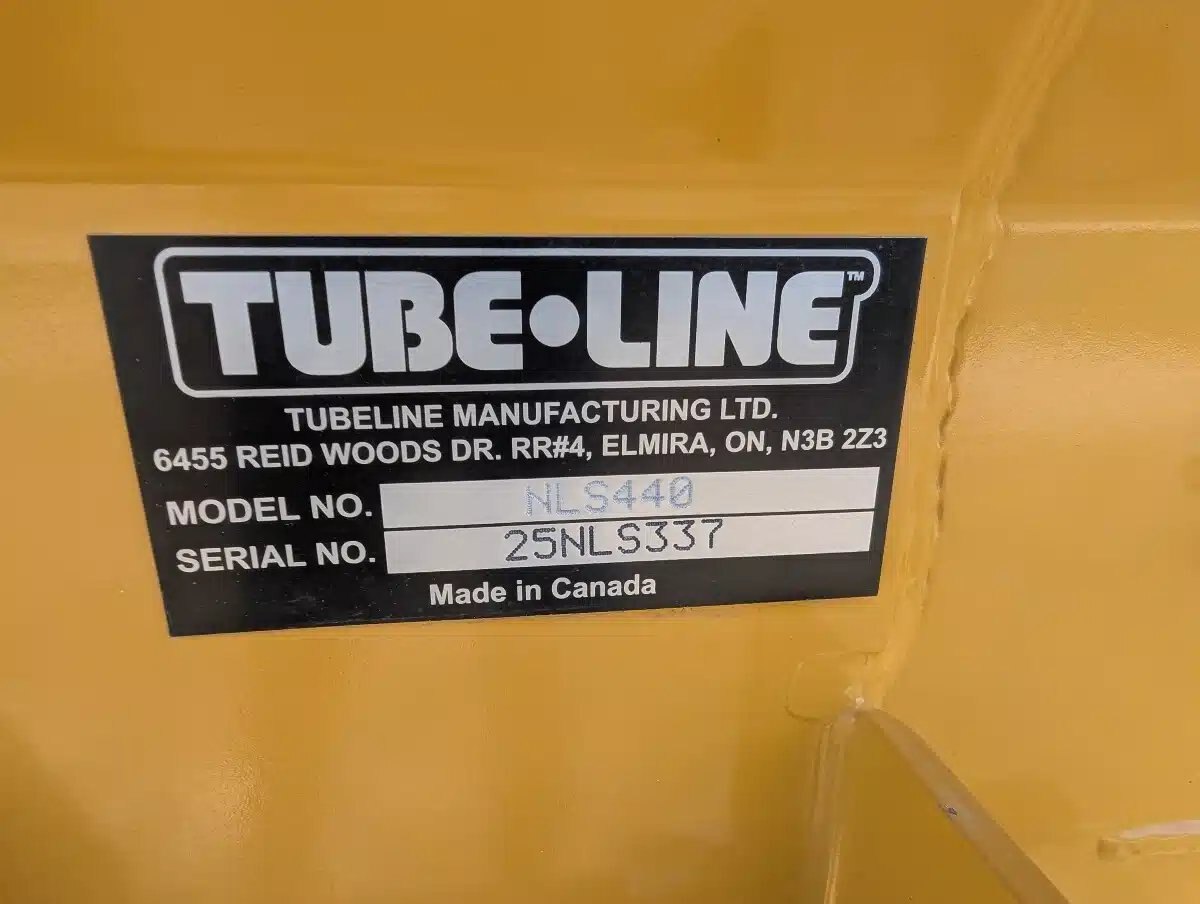 TUBE•LINE™
TUBELINE MANUFACTURING LTD.
6455 REID WOODS DR. RR#4, ELMIRA, ON, N3B 2Z3
MODEL NO. NLS440
SERIAL NO. 25NLS337
Made in Canada